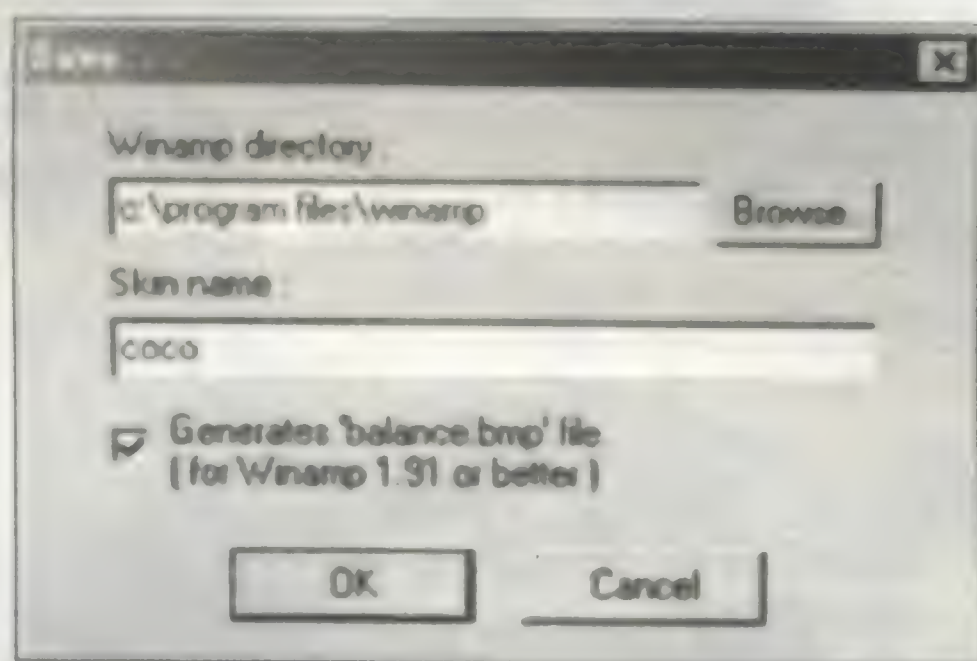 Winamp directory :
c:\program files\winamp
Browse
Skin name :
coco
Generates 'balance.bmp' file
( for Winamp 1.91 or better )
OK
Cancel